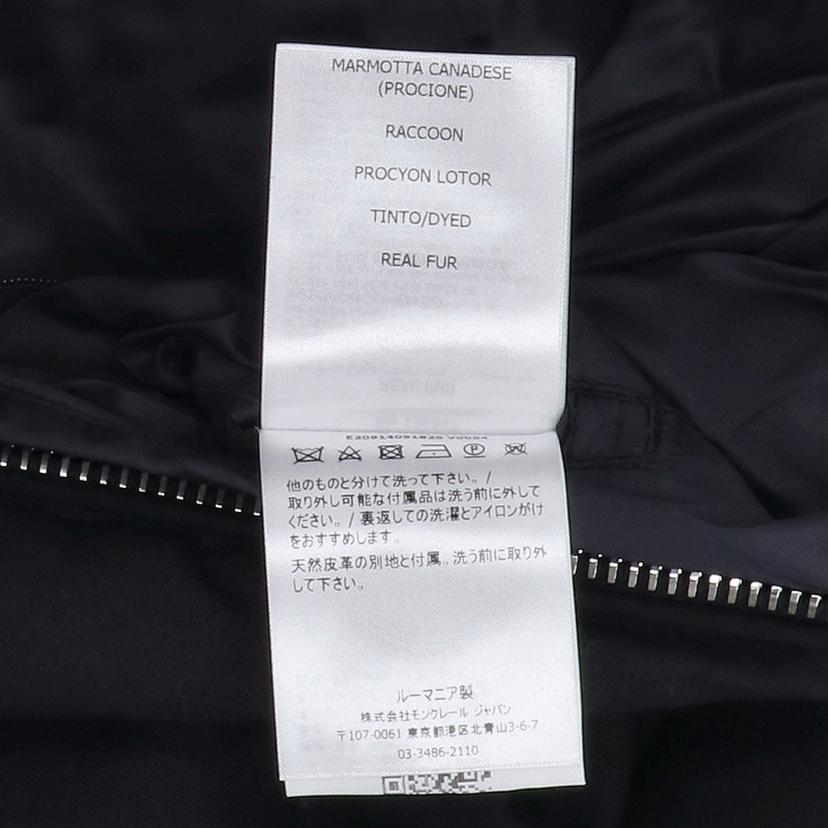 MARMOTTA CANADESE
(PROCIONE)
RACCOON
PROCYON LOTOR
TINTO/DYED
REAL FUR
他のものと分けて洗って下さい。/
取り外し可能な付属品は洗う前に外して
ください。/ 裏返しての洗濯とアイロンがけ
をおすすめします。
天然皮革の別地と付属、洗う前に取り外
して下さい。
ルーマニア製
株式会社モンクレール ジャパン
〒107-0061 東京都港区北青山3-6-7
03-3486-2110